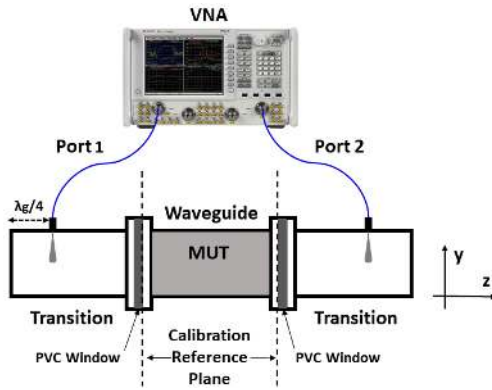 VNA
Port 1
Port 2
λg/4
Waveguide
MUT
y
z
Transition
Transition
PVC Window
Calibration
Reference
Plane
PVC Window